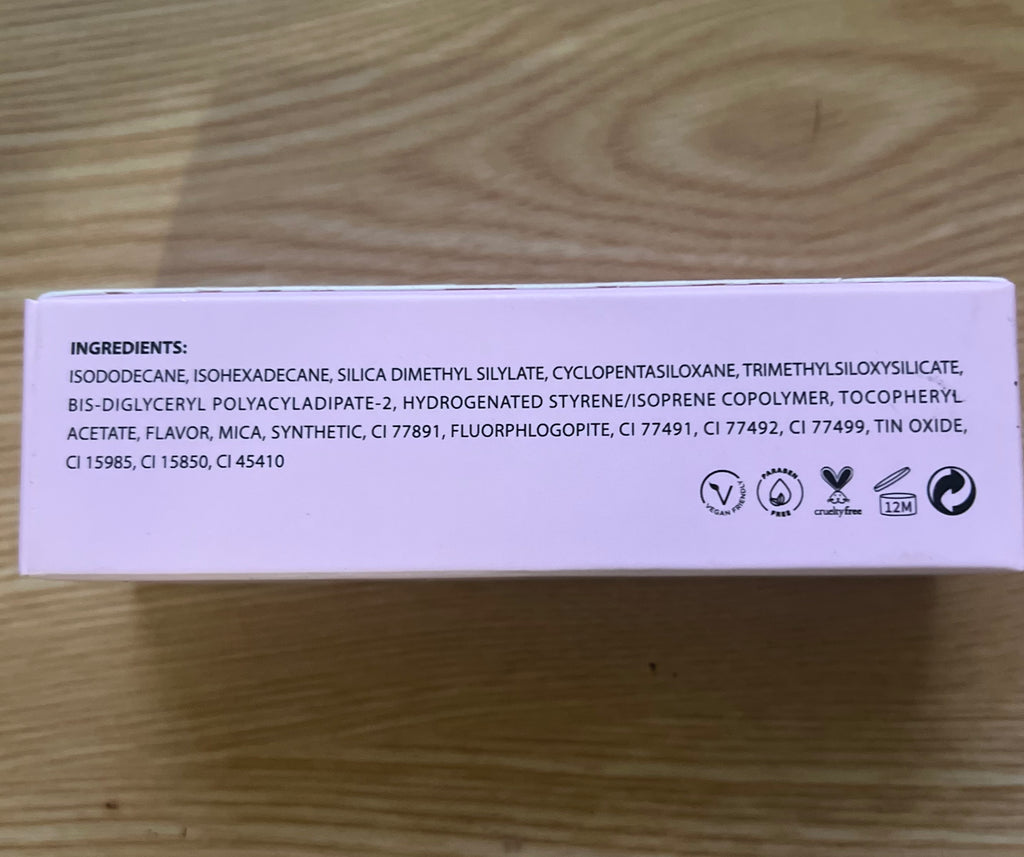 INGREDIENTS:
ISODODECANE, ISOHEXADECANE, SILICA DIMETHYL SILYLATE, CYCLOPENTASILOXANE, TRIMETHYLSILOXYSILICATE,
BIS-DIGLYCERYL POLYACYLADIPATE-2, HYDROGENATED STYRENE/ISOPRENE COPOLYMER, TOCOPHERYL
ACETATE, FLAVOR, MICA, SYNTHETIC, CI 77891, FLUORPHLOGOPITE, CI 77491, CI 77492, CI 77499, TIN OXIDE,
CI 15985, CI 15850, CI 45410
VEGAN FRIENDLY
PARABEN FREE
crueltyfree
12M